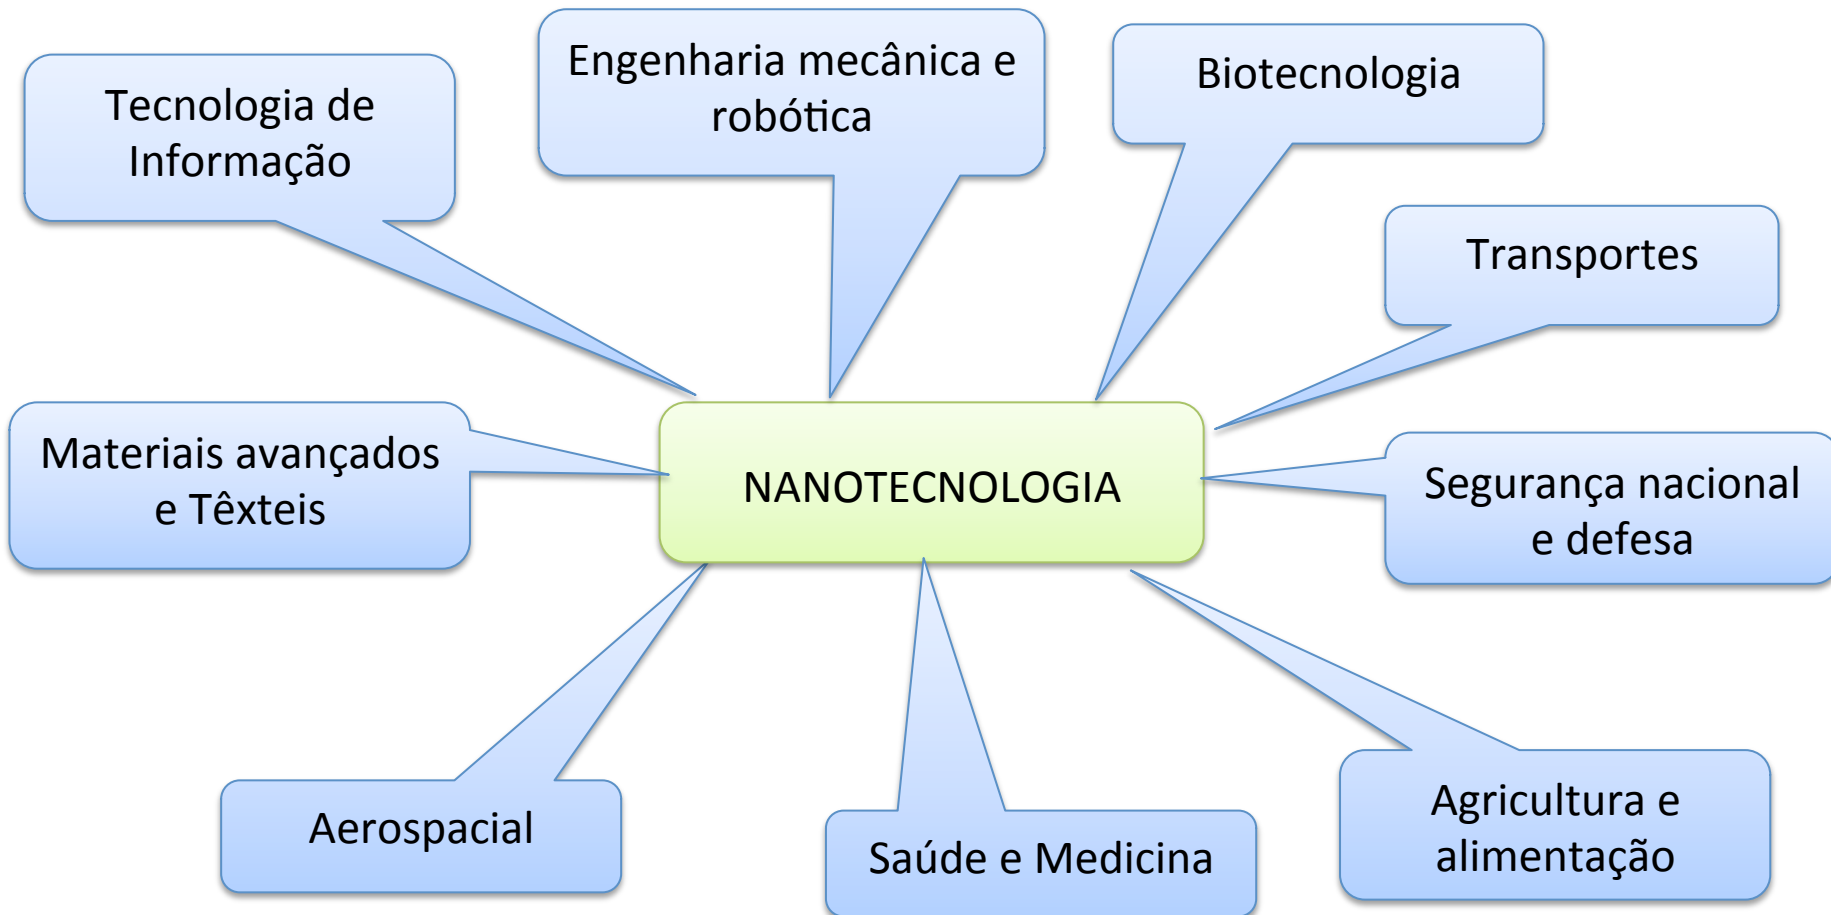 Tecnologia de
Informação
Engenharia mecânica e
robótica
Biotecnologia
Transportes
Materiais avançados
e Têxteis
NANOTECNOLOGIA
Segurança nacional
e defesa
Aerospacial
Saúde e Medicina
Agricultura e
alimentação